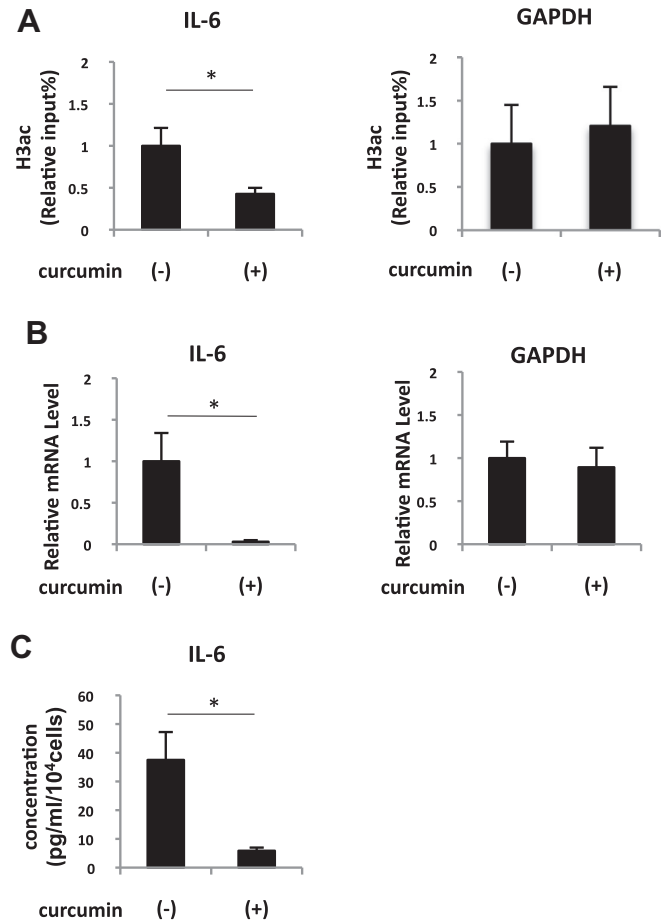 A
IL-6
GAPDH
H3ac
(Relative input%)
2
1.5
1
0.5
0
*
curcumin (-) (+)
H3ac
(Relative input%)
2
1.5
1
0.5
0
curcumin (-) (+)
B
IL-6
GAPDH
Relative mRNA Level
2
1.5
1
0.5
0
*
curcumin (-) (+)
Relative mRNA Level
2
1.5
1
0.5
0
curcumin (-) (+)
C
IL-6
concentration
(pg/ml/10⁴cells)
60
50
40
30
20
10
0
*
curcumin (-) (+)